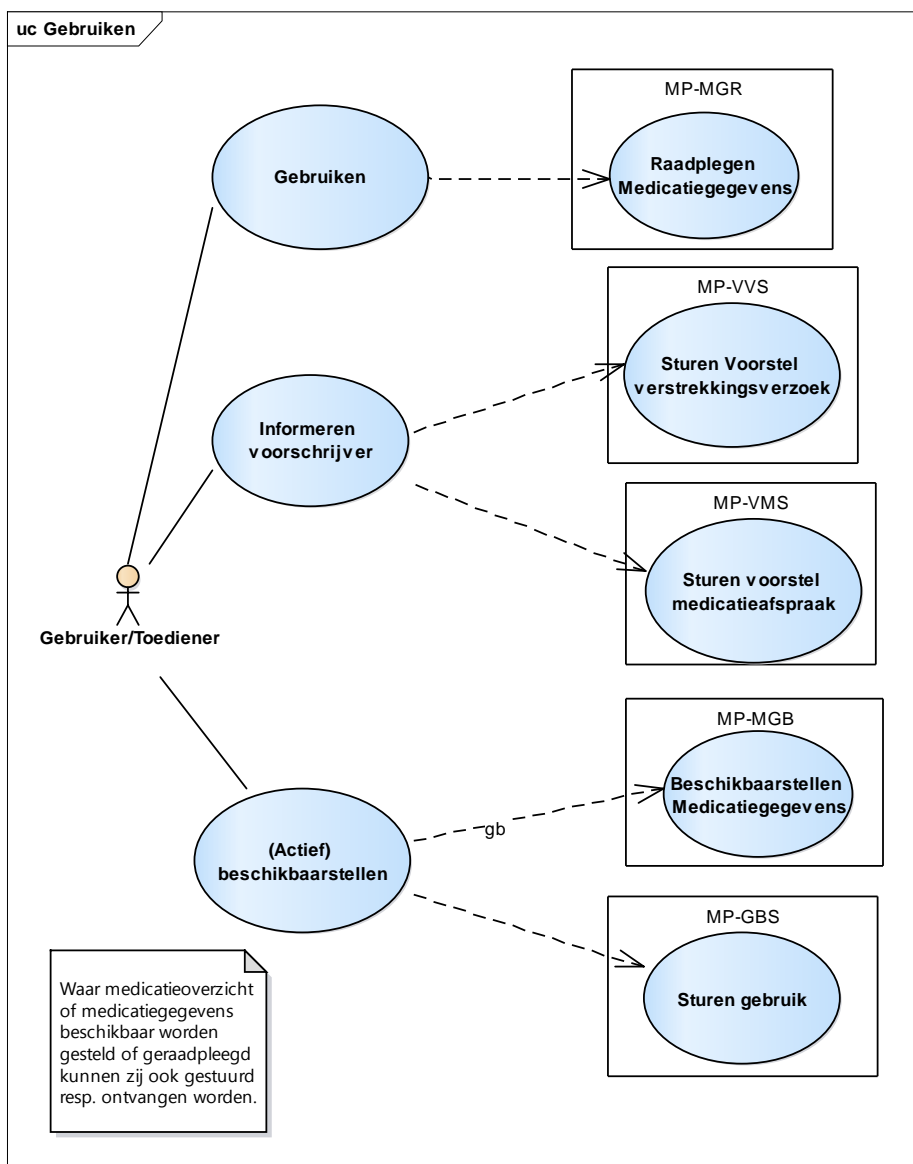 uc Gebruiken
MP-MGR
Gebruiken
Raadplegen
Medicatiegegevens
MP-VVS
Sturen Voorstel
verstrekkingsverzoek
Informeren
voorschrijver
MP-VMS
Sturen voorstel
medicatieafspraak
Gebruiker/Toediener
MP-MGB
Beschikbaarstellen
Medicatiegegevens
gb
(Actief)
beschikbaarstellen
MP-GBS
Sturen gebruik
Waar medicatieoverzicht
of medicatiegegevens
beschikbaar worden
gesteld of geraadpleegd
kunnen zij ook gestuurd
resp. ontvangen worden.